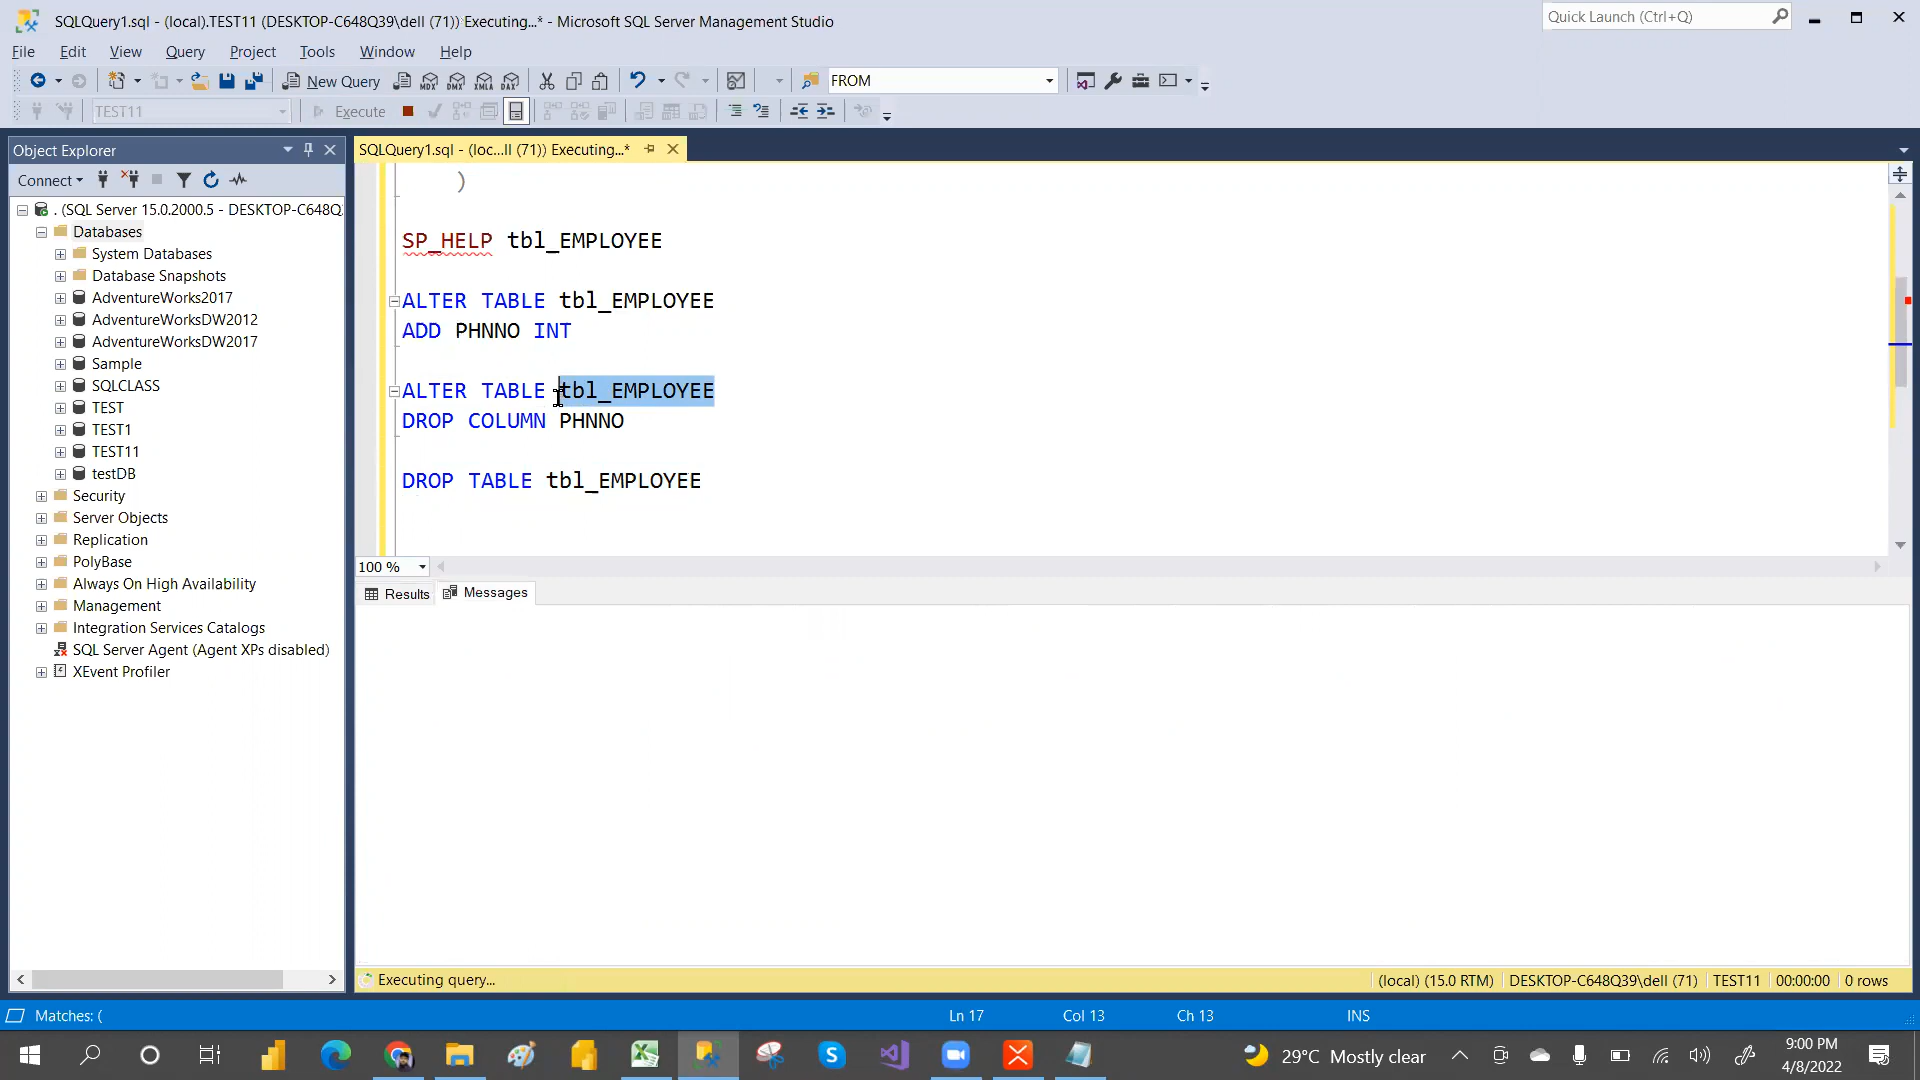 SQLQuery1.sql - (local).TEST11 (DESKTOP-C648Q39\dell (71)) Executing...* - Microsoft SQL Server Management Studio
Quick Launch (Ctrl+Q)
File Edit View Query Project Tools Window Help
New Query
MDX DMX XMLA DAX
FROM
TEST11
Execute
Object Explorer
SQLQuery1.sql - (loc...ll (71)) Executing...*
Connect
. (SQL Server 15.0.2000.5 - DESKTOP-C648Q
Databases
System Databases
Database Snapshots
AdventureWorks2017
AdventureWorksDW2012
AdventureWorksDW2017
Sample
SQLCLASS
TEST
TEST1
TEST11
testDB
Security
Server Objects
Replication
PolyBase
Always On High Availability
Management
Integration Services Catalogs
SQL Server Agent (Agent XPs disabled)
XEvent Profiler
)
SP_HELP tbl_EMPLOYEE
ALTER TABLE tbl_EMPLOYEE
ADD PHNNO INT
ALTER TABLE tbl_EMPLOYEE
DROP COLUMN PHNNO
DROP TABLE tbl_EMPLOYEE
100 %
Results Messages
Executing query...
(local) (15.0 RTM) DESKTOP-C648Q39\dell (71) TEST11 00:00:00 0 rows
Matches: (
Ln 17 Col 13 Ch 13 INS
29°C Mostly clear
9:00 PM
4/8/2022